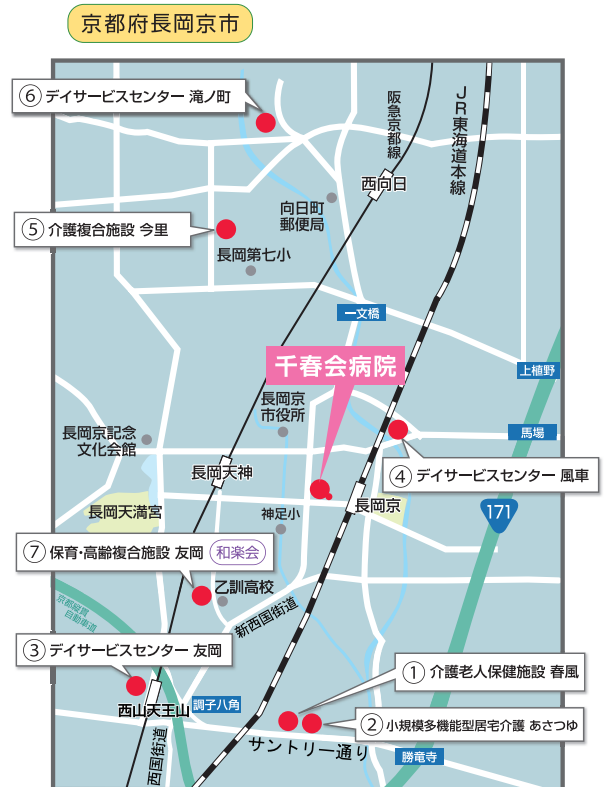 京都府長岡京市
⑥ デイサービスセンター 滝ノ町
阪急京都線
JR東海道本線
西向日
向日町
郵便局
⑤ 介護複合施設 今里
長岡第七小
一文橋
千春会病院
上植野
長岡京
市役所
長岡京記念
文化会館
馬場
長岡天神
④ デイサービスセンター 風車
長岡天満宮
神足小
長岡京
171
⑦ 保育・高齢複合施設 友岡 和楽会
乙訓高校
京都縦貫
自動車道
新西国街道
③ デイサービスセンター 友岡
① 介護老人保健施設 春風
西山天王山
調子八角
② 小規模多機能型居宅介護 あさつゆ
サントリー通り
西国街道
勝竜寺